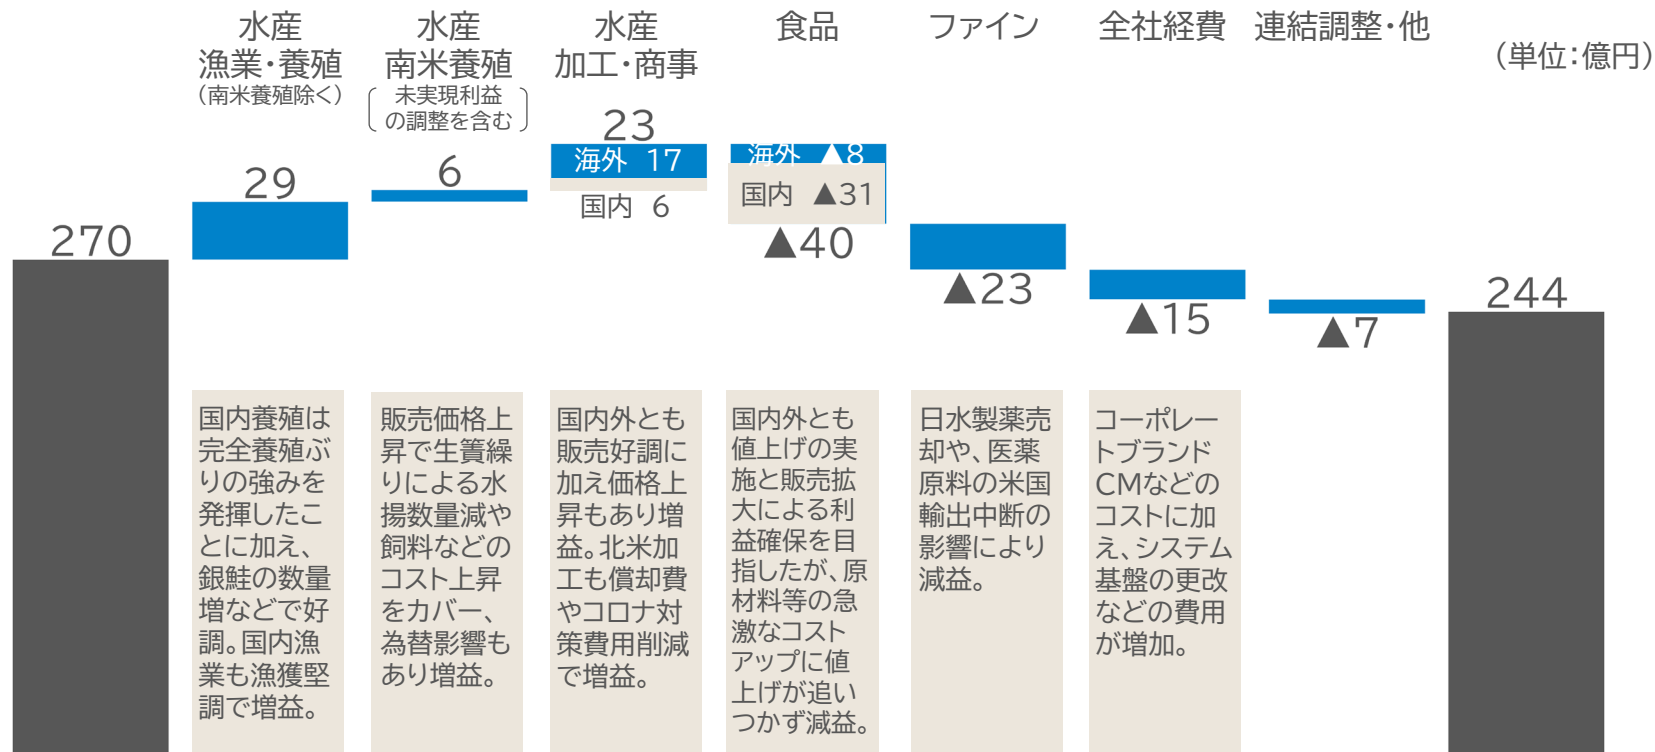 水産
漁業・養殖
（南米養殖除く）
水産
南米養殖
未実現利益
の調整を含む
水産
加工・商事
食品
ファイン
全社経費
連結調整・他
（単位：億円）
270
29
6
23
海外 17
国内 6
海外 ▲8
国内 ▲31
▲40
▲23
▲15
▲7
244
国内養殖は
完全養殖ぶ
りの強みを
発揮したこ
とに加え、
銀鮭の数量
増などで好
調。国内漁
業も漁獲堅
調で増益。
販売価格上
昇で生簀繰
りによる水
揚数量減や
飼料などの
コスト上昇
をカバー、
為替影響も
あり増益。
国内外とも
販売好調に
加え価格上
昇もあり増
益。北米加
工も償却費
やコロナ対
策費用削減
で増益。
国内外とも
値上げの実
施と販売拡
大による利
益確保を目
指したが、原
材料等の急
激なコスト
アップに値
上げが追い
つかず減益。
日水製薬売
却や、医薬
原料の米国
輸出中断の
影響により
減益。
コーポレー
トブランド
CMなどの
コストに加
え、システム
基盤の更改
などの費用
が増加。